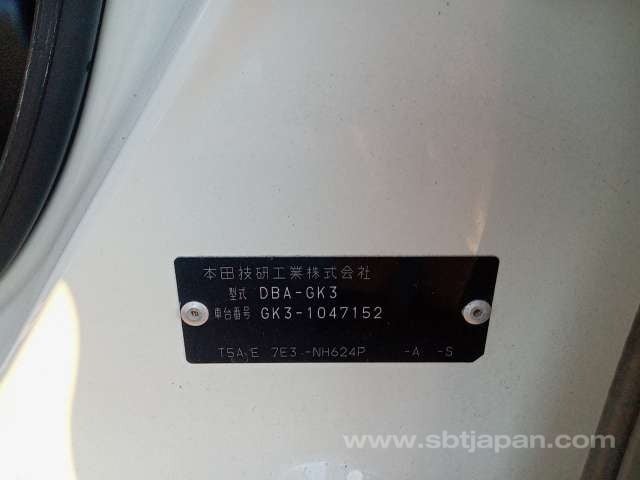 本田技研工業株式会社
型式 DBA-GK3
車台番号 GK3-1047152
T5A-E 7E3 -NH624P -A -S
www.sbtjapan.com